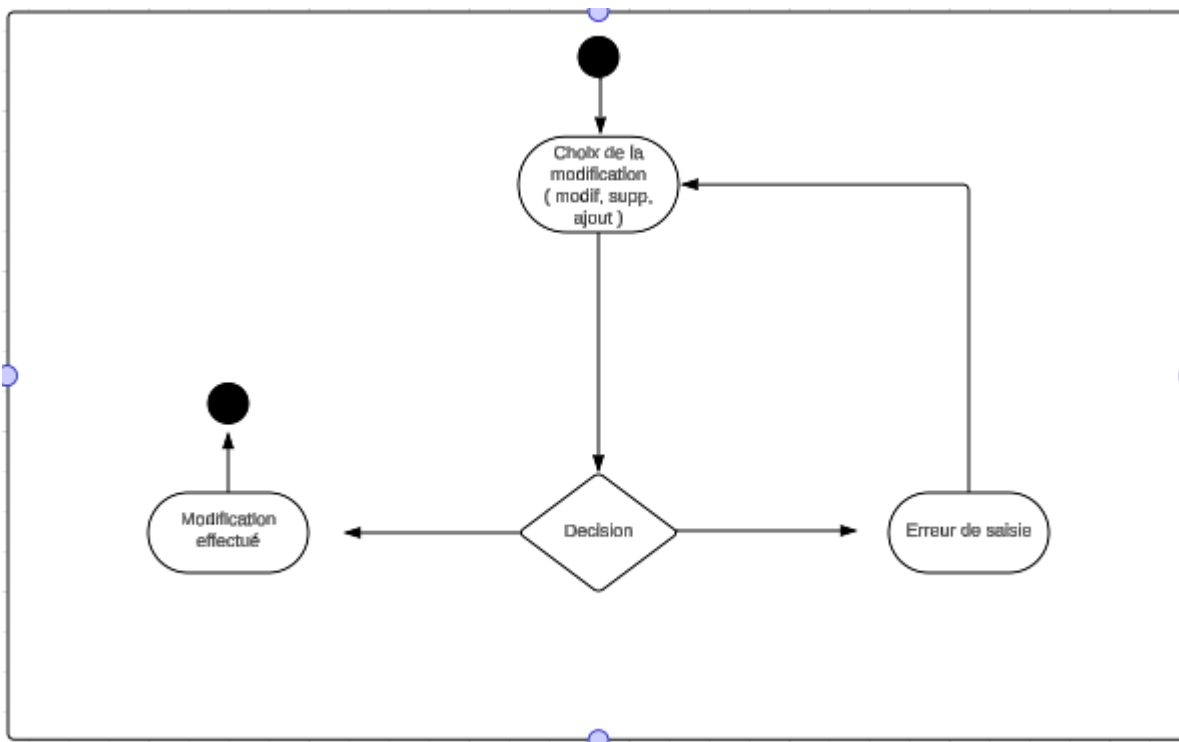 Choix de la
modification
( modif, supp,
ajout )
Modification
effectué
Decision
Erreur de saisie